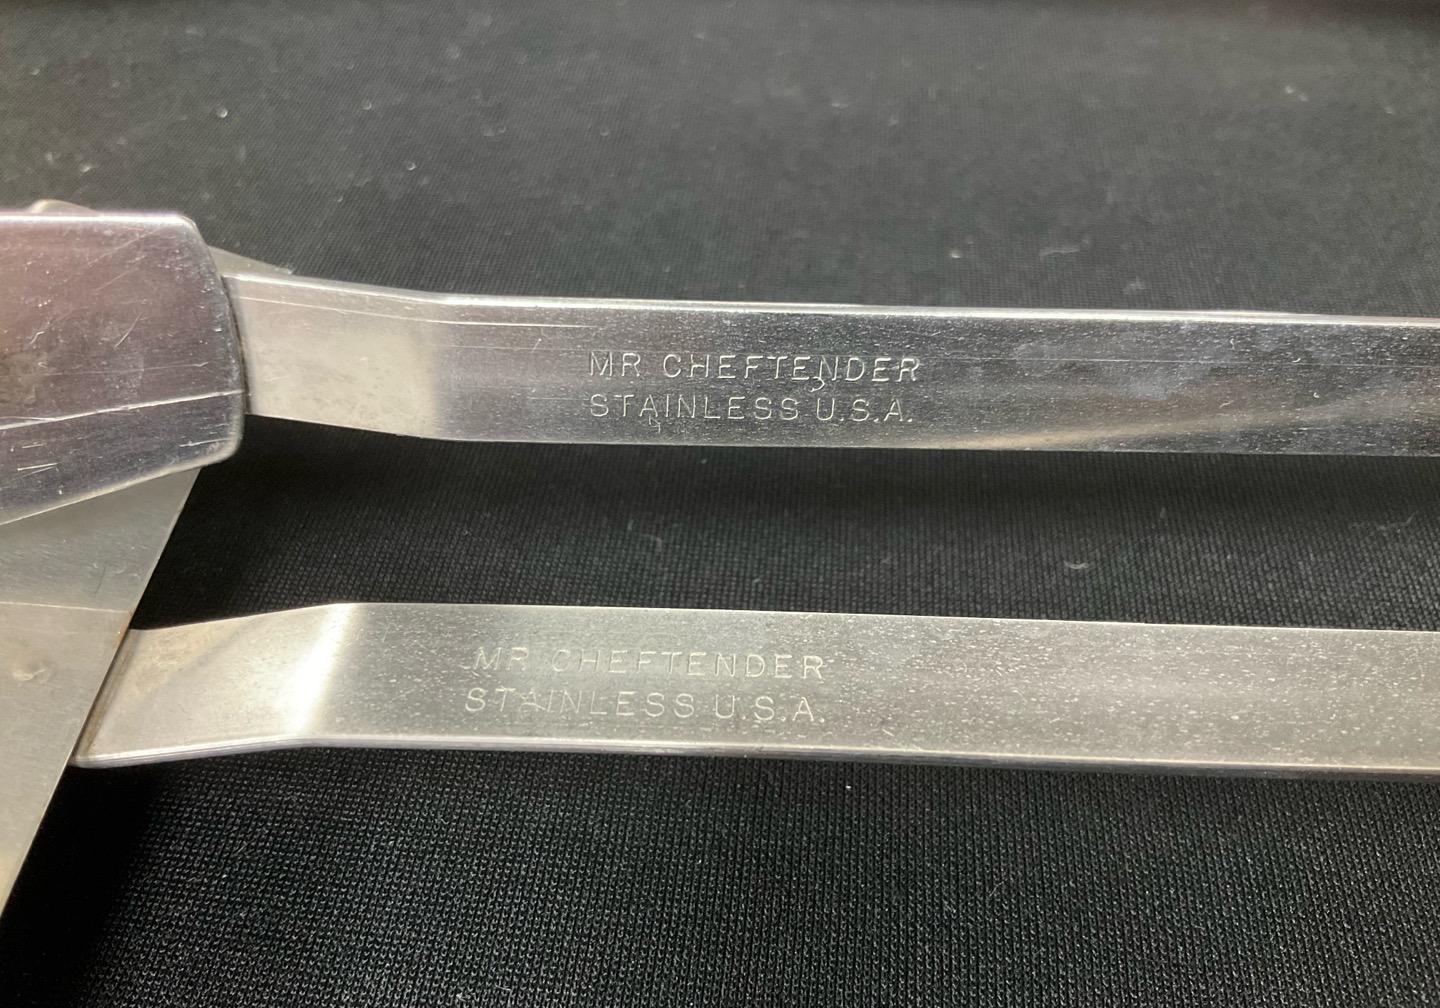 MR. CHEFTENDER
STAINLESS U.S.A.
MR CHEFTENDER
STAINLESS U.S.A.